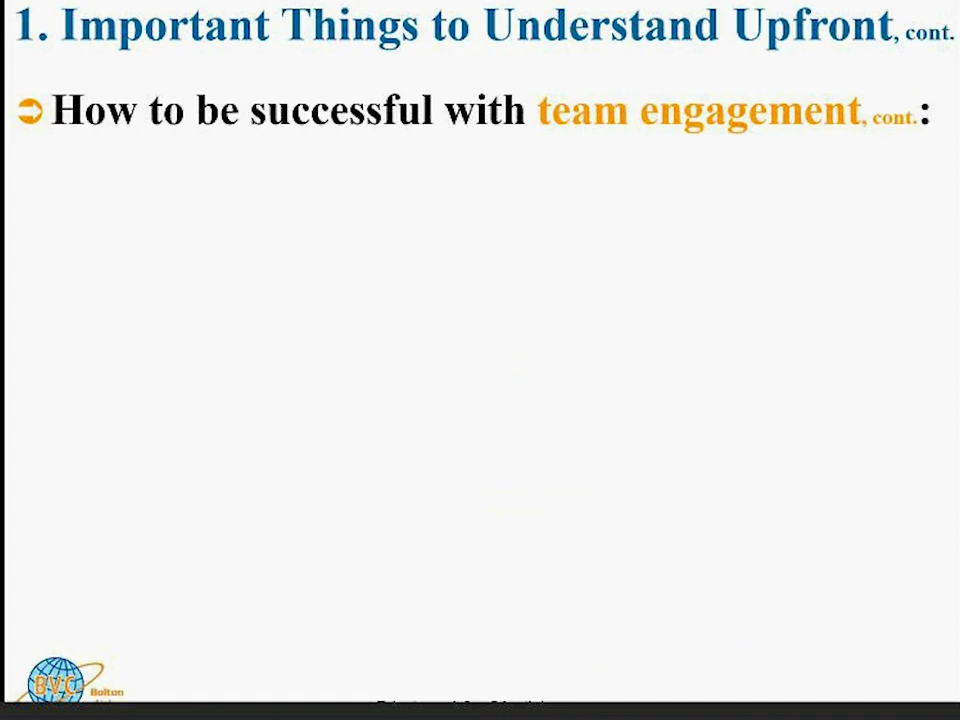 1. Important Things to Understand Upfront, cont.
How to be successful with team engagement, cont.:
BVC
Bolton